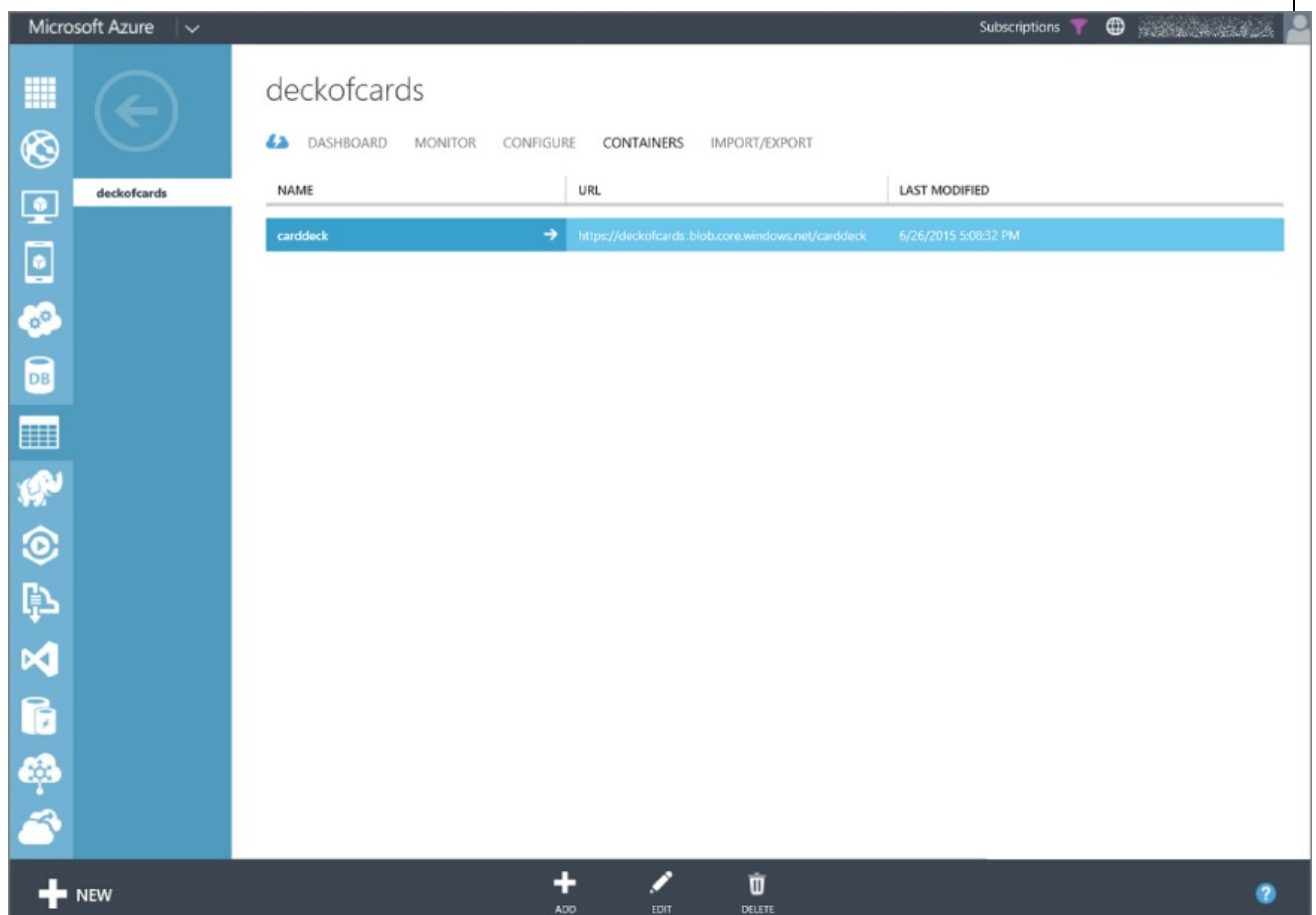 Microsoft Azure
Subscriptions
deckofcards
DASHBOARD MONITOR CONFIGURE CONTAINERS IMPORT/EXPORT
deckofcards
NAME URL LAST MODIFIED
carddeck https://deckofcards.blob.core.windows.net/carddeck 6/26/2015 5:08:32 PM
DB
NEW
ADD EDIT DELETE
?